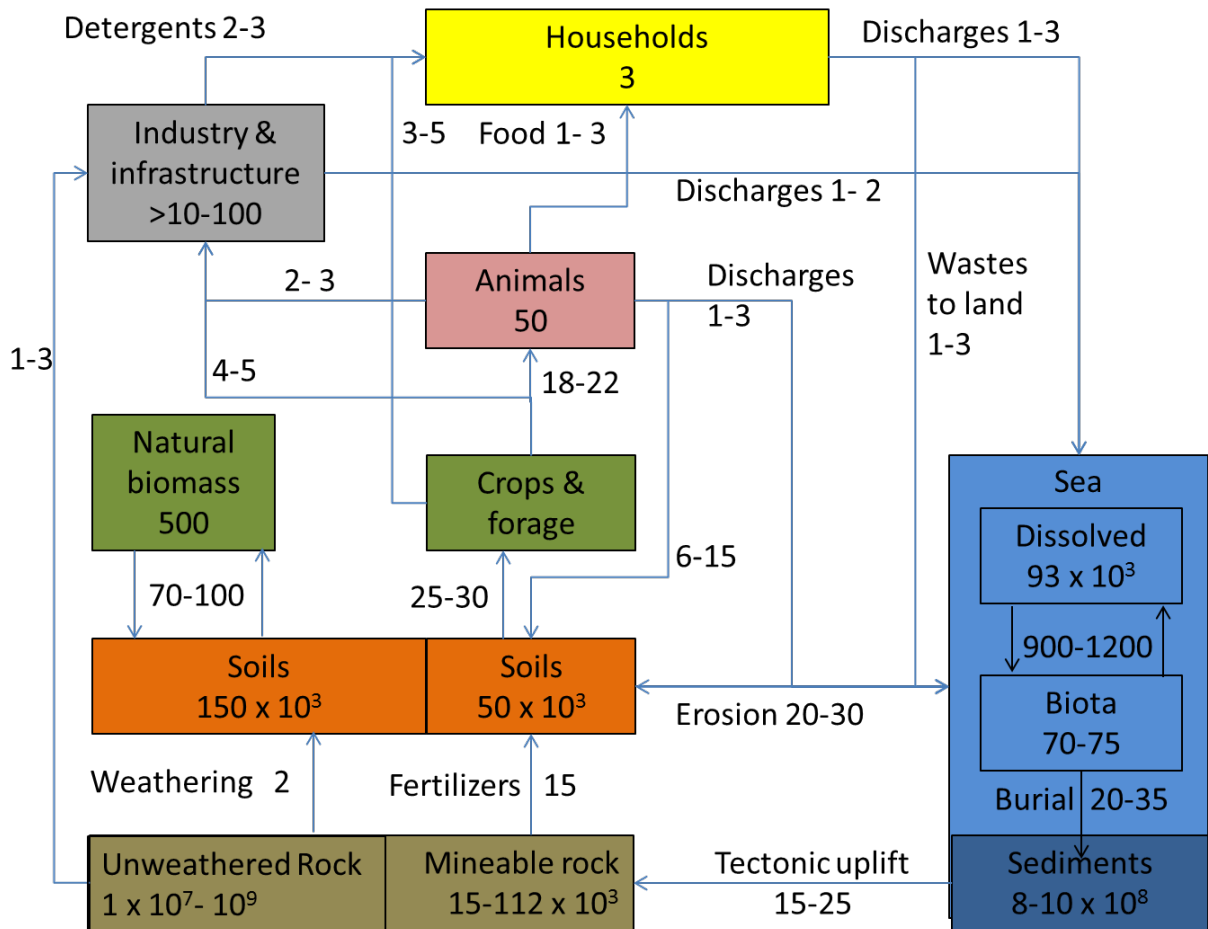 Detergents 2-3
Households
3
Discharges 1-3
Industry &
infrastructure
>10-100
3-5
Food 1- 3
Discharges 1- 2
2- 3
Animals
50
Discharges
1-3
Wastes
to land
1-3
1-3
4-5
18-22
Natural
biomass
500
Crops &
forage
Sea
Dissolved
93 x 10³
6-15
70-100
25-30
900-1200
Soils
150 x 10³
Soils
50 x 10³
Erosion 20-30
Biota
70-75
Weathering 2
Fertilizers 15
Burial 20-35
Unweathered Rock
1 x 10⁷- 10⁹
Mineable rock
15-112 x 10³
Tectonic uplift
15-25
Sediments
8-10 x 10⁸